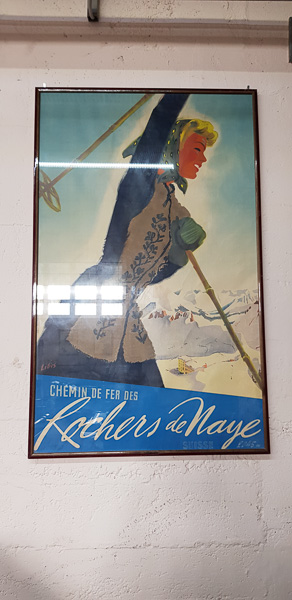 CHEMIN DE FER DES
Rochers de Naye
SUISSE